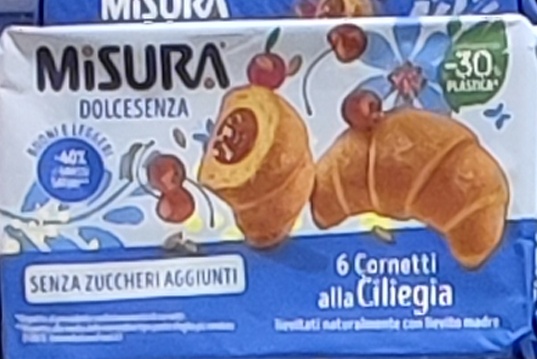 MiSURA
MiSURA
DOLCESENZA
-30%
PLASTICA*
BUONI E LEGGERI
-40%
SENZA ZUCCHERI AGGIUNTI
6 Cornetti
alla Ciliegia
lievitati naturalmente con lievito madre